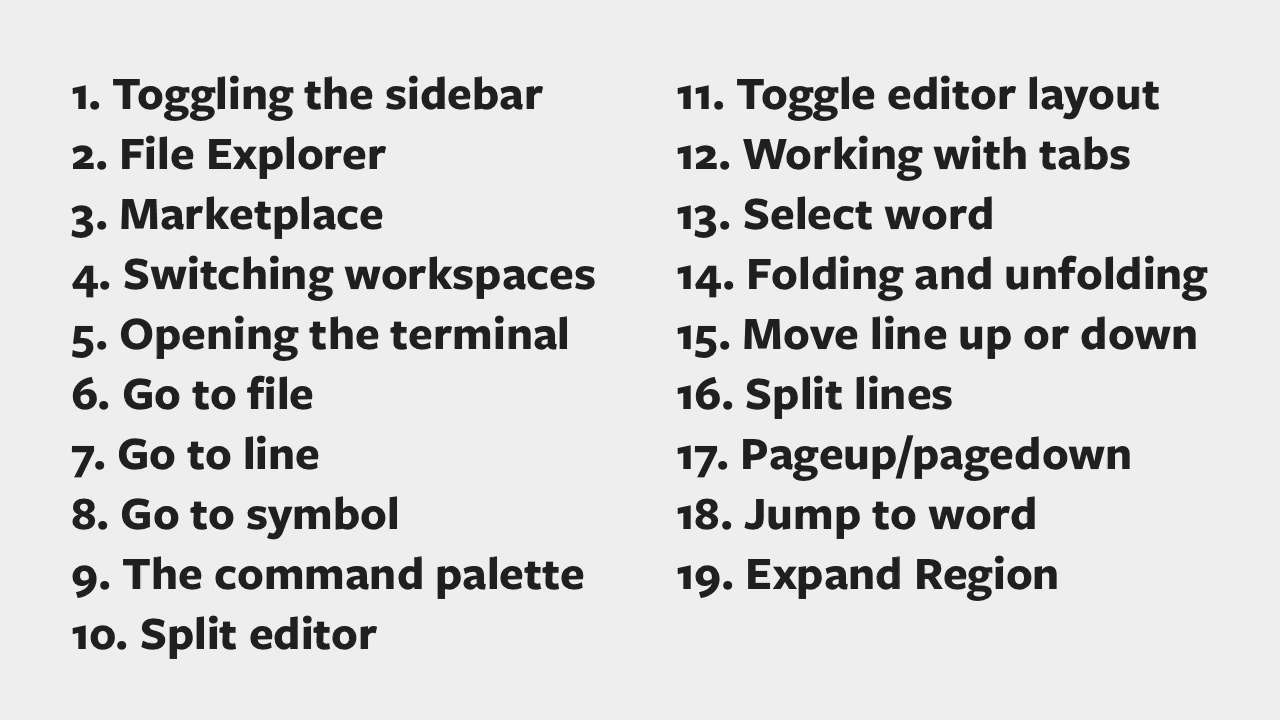 1. Toggling the sidebar
2. File Explorer
3. Marketplace
4. Switching workspaces
5. Opening the terminal
6. Go to file
7. Go to line
8. Go to symbol
9. The command palette
10. Split editor
11. Toggle editor layout
12. Working with tabs
13. Select word
14. Folding and unfolding
15. Move line up or down
16. Split lines
17. Pageup/pagedown
18. Jump to word
19. Expand Region